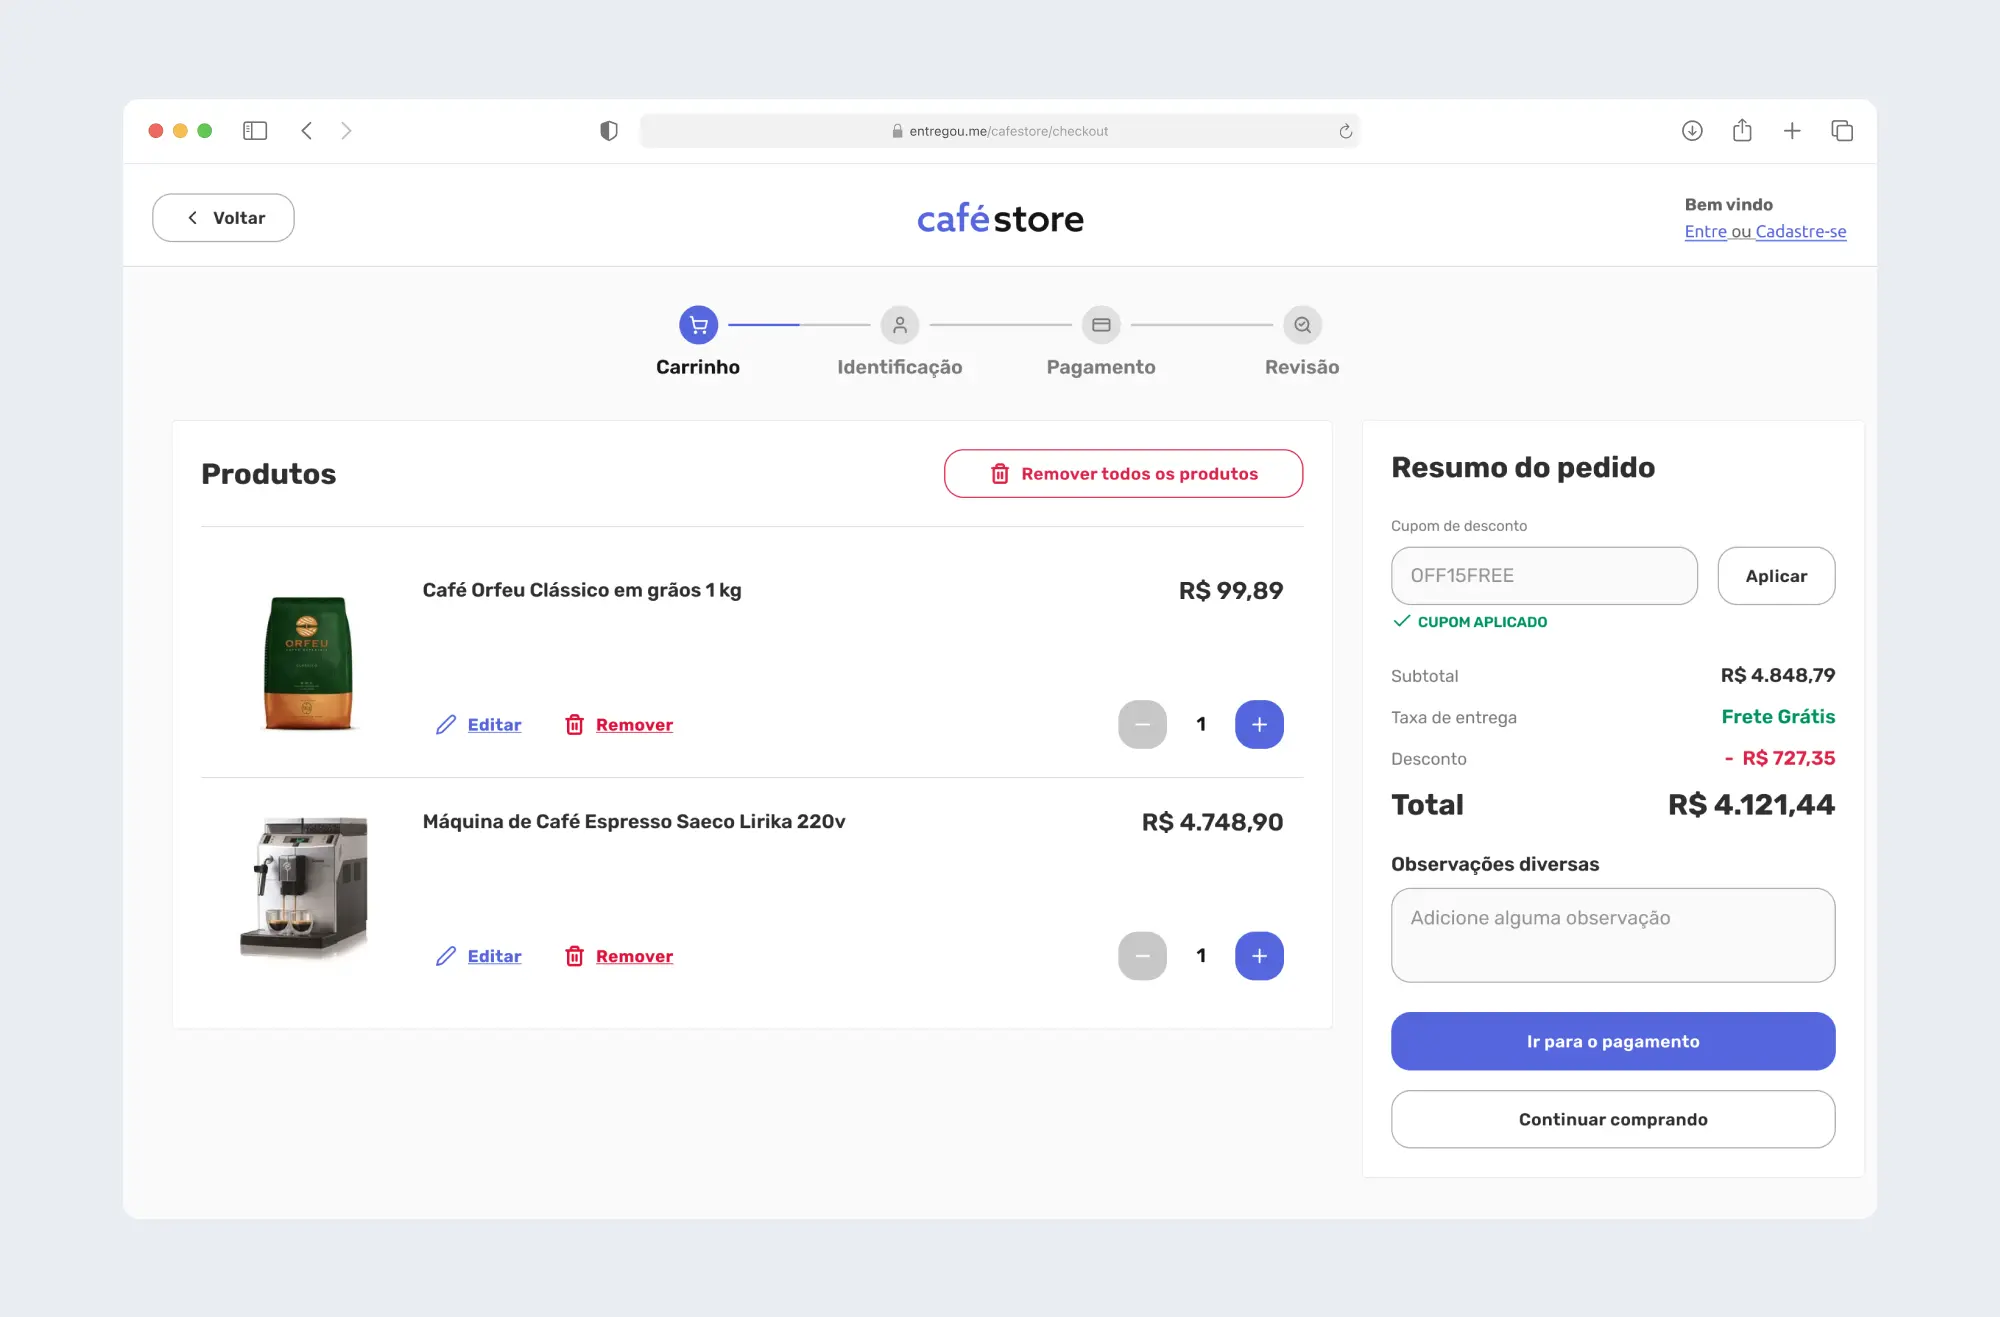 entregou.me/cafestore/checkout
Voltar
café store
Bem vindo
Entre ou Cadastre-se
Carrinho
Identificação
Pagamento
Revisão
Produtos
Remover todos os produtos
Café Orfeu Clássico em grãos 1 kg
R$ 99,89
ORFEU
Editar
Remover
1
Máquina de Café Espresso Saeco Lirika 220v
R$ 4.748,90
Editar
Remover
1
Resumo do pedido
Cupom de desconto
OFF15FREE
Aplicar
CUPOM APLICADO
Subtotal
R$ 4.848,79
Taxa de entrega
Frete Grátis
Desconto
- R$ 727,35
Total
R$ 4.121,44
Observações diversas
Adicione alguma observação
Ir para o pagamento
Continuar comprando